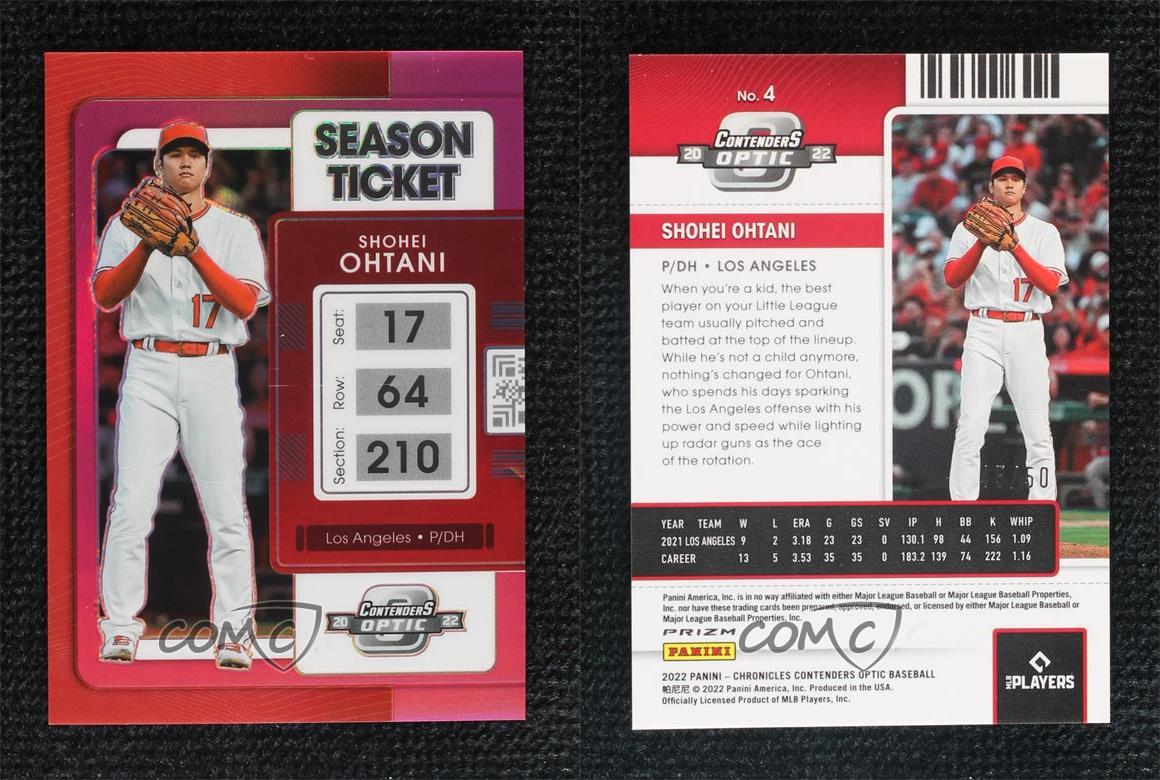 SEASON
TICKET
SHOHEI
OHTANI
Seat: 17
Row: 64
Section: 210
17
Los Angeles • P/DH
CONTENDERS
20 OPTIC 22
COMC
No. 4
CONTENDERS
20 OPTIC 22
SHOHEI OHTANI
P/DH • LOS ANGELES
When you're a kid, the best
player on your Little League
team usually pitched and
batted at the top of the lineup.
While he's not a child anymore,
nothing's changed for Ohtani,
who spends his days sparking
the Los Angeles offense with his
power and speed while lighting
up radar guns as the ace
of the rotation.
17
YEAR TEAM W L ERA G GS SV IP H BB K WHIP
2021 LOS ANGELES 9 2 3.18 23 23 0 130.1 98 44 156 1.09
CAREER 13 5 3.53 35 35 0 183.2 139 74 222 1.16
Panini America, Inc. is in no way affiliated with either Major League Baseball or Major League Baseball Properties,
Inc. nor have these trading cards been prepared, approved, endorsed, or licensed by either Major League Baseball or
Major League Baseball Properties, Inc.
PRIZM
PANINI
COMC
2022 PANINI – CHRONICLES CONTENDERS OPTIC BASEBALL
帕尼尼 © 2022 Panini America, Inc. Produced in the USA.
Officially Licensed Product of MLB Players, Inc.
MLB PLAYERS